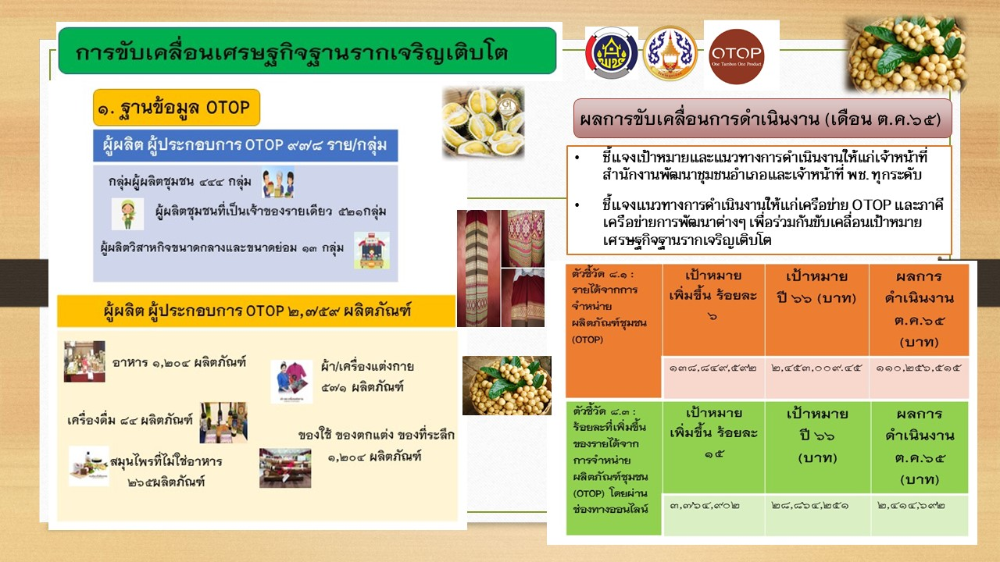 การขับเคลื่อนเศรษฐกิจฐานรากเจริญเติบโต
พช
OTOP
One Tambon One Product
๑. ฐานข้อมูล OTOP
ผู้ผลิต ผู้ประกอบการ OTOP ๙๗๘ ราย/กลุ่ม
กลุ่มผู้ผลิตชุมชน ๔๔๔ กลุ่ม
ผู้ผลิตชุมชนที่เป็นเจ้าของรายเดียว ๕๒๑กลุ่ม
ผู้ผลิตวิสาหกิจขนาดกลางและขนาดย่อม ๑๓ กลุ่ม
ผู้ผลิต ผู้ประกอบการ OTOP ๒,๗๕๙ ผลิตภัณฑ์
อาหาร ๑,๒๐๔ ผลิตภัณฑ์
ผ้า/เครื่องแต่งกาย
๕๗๑ ผลิตภัณฑ์
เครื่องดื่ม ๘๔ ผลิตภัณฑ์
ของใช้ ของตกแต่ง ของที่ระลึก
๑,๒๐๔ ผลิตภัณฑ์
สมุนไพรที่ไม่ใช่อาหาร
๒๖๕ผลิตภัณฑ์
ผลการขับเคลื่อนการดำเนินงาน (เดือน ต.ค.๖๕)
• ชี้แจงเป้าหมายและแนวทางการดำเนินงานให้แก่เจ้าหน้าที่
สำนักงานพัฒนาชุมชนอำเภอและเจ้าหน้าที่ พช. ทุกระดับ
• ชี้แจงแนวทางการดำเนินงานให้แก่เครือข่าย OTOP และภาคี
เครือข่ายการพัฒนาต่างๆ เพื่อร่วมกันขับเคลื่อนเป้าหมาย
เศรษฐกิจฐานรากเจริญเติบโต
ตัวชี้วัด ๘.๑ :
รายได้จากการ
จำหน่าย
ผลิตภัณฑ์ชุมชน
(OTOP)
เป้าหมาย
เพิ่มขึ้น ร้อยละ
๖
เป้าหมาย
ปี ๖๖ (บาท)
ผลการ
ดำเนินงาน
ต.ค.๖๕
(บาท)
๑๓๘,๘๔๙,๕๙๒
๒,๔๕๓,๐๐๙.๔๕
๑๑๐,๒๕๖,๕๑๕
ตัวชี้วัด ๘.๓ :
ร้อยละที่เพิ่มขึ้น
ของรายได้จาก
การจำหน่าย
ผลิตภัณฑ์ชุมชน
(OTOP) โดยผ่าน
ช่องทางออนไลน์
เป้าหมาย
เพิ่มขึ้น ร้อยละ
๑๕
เป้าหมาย
ปี ๖๖
(บาท)
ผลการ
ดำเนินงาน
ต.ค.๖๕
(บาท)
๓,๓๖๔,๙๐๒
๒๘,๘๖๔,๒๕๑
๒,๔๑๔,๖๙๒